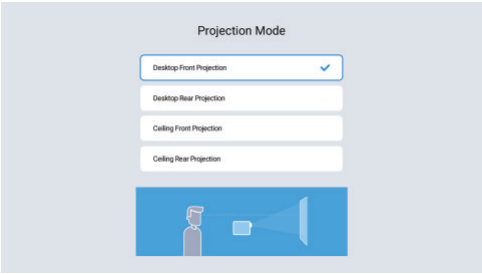 Projection Mode
Desktop Front Projection
Desktop Rear Projection
Ceiling Front Projection
Ceiling Rear Projection